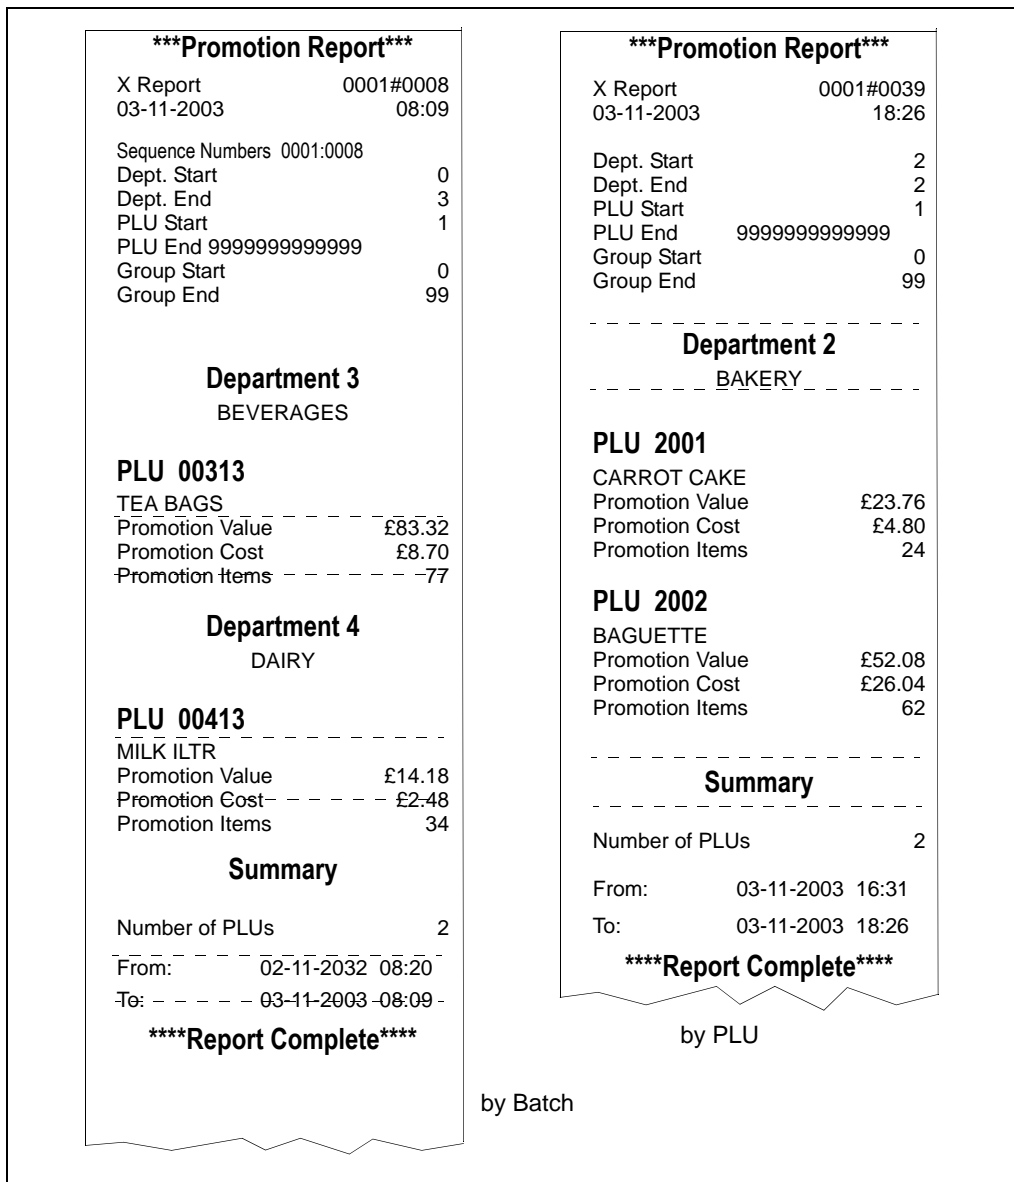 ***Promotion Report***
X Report 0001#0008
03-11-2003 08:09
Sequence Numbers 0001:0008
Dept. Start 0
Dept. End 3
PLU Start 1
PLU End 9999999999999
Group Start 0
Group End 99
Department 3
BEVERAGES
PLU 00313
TEA BAGS
Promotion Value £83.32
Promotion Cost £8.70
Promotion Items 77
Department 4
DAIRY
PLU 00413
MILK ILTR
Promotion Value £14.18
Promotion Cost £2.48
Promotion Items 34
Summary
Number of PLUs 2
From: 02-11-2032 08:20
To: 03-11-2003 08:09
****Report Complete****
by Batch
***Promotion Report***
X Report 0001#0039
03-11-2003 18:26
Dept. Start 2
Dept. End 2
PLU Start 1
PLU End 9999999999999
Group Start 0
Group End 99
Department 2
BAKERY
PLU 2001
CARROT CAKE
Promotion Value £23.76
Promotion Cost £4.80
Promotion Items 24
PLU 2002
BAGUETTE
Promotion Value £52.08
Promotion Cost £26.04
Promotion Items 62
Summary
Number of PLUs 2
From: 03-11-2003 16:31
To: 03-11-2003 18:26
****Report Complete****
by PLU